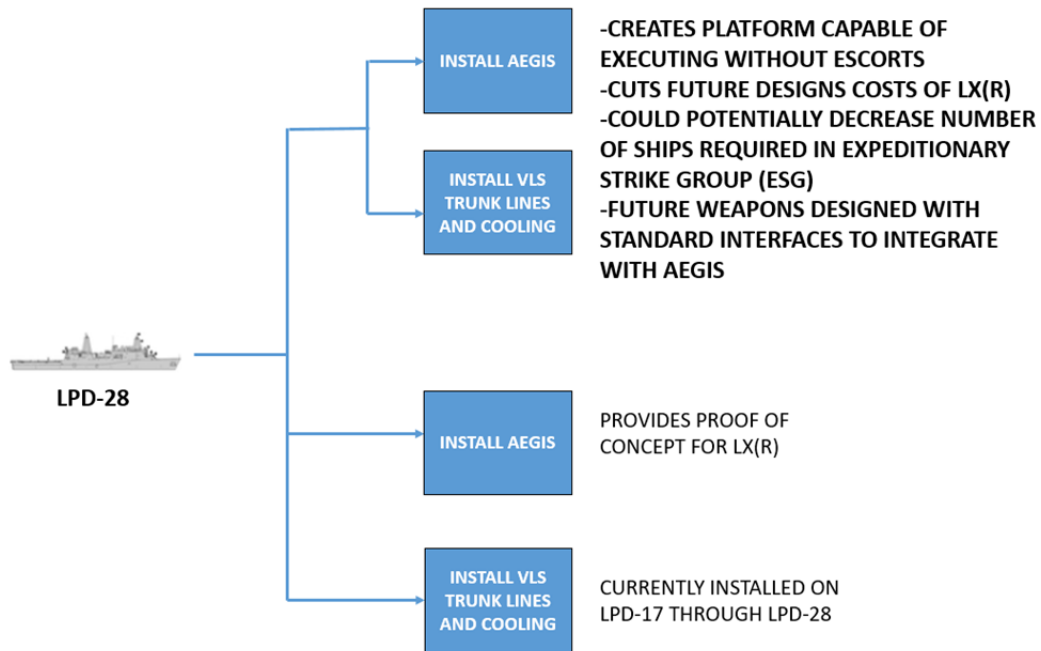 INSTALL AEGIS
-CREATES PLATFORM CAPABLE OF
EXECUTING WITHOUT ESCORTS
-CUTS FUTURE DESIGNS COSTS OF LX(R)
-COULD POTENTIALLY DECREASE NUMBER
OF SHIPS REQUIRED IN EXPEDITIONARY
STRIKE GROUP (ESG)
-FUTURE WEAPONS DESIGNED WITH
STANDARD INTERFACES TO INTEGRATE
WITH AEGIS
INSTALL VLS
TRUNK LINES
AND COOLING
LPD-28
INSTALL AEGIS
PROVIDES PROOF OF
CONCEPT FOR LX(R)
INSTALL VLS
TRUNK LINES
AND COOLING
CURRENTLY INSTALLED ON
LPD-17 THROUGH LPD-28